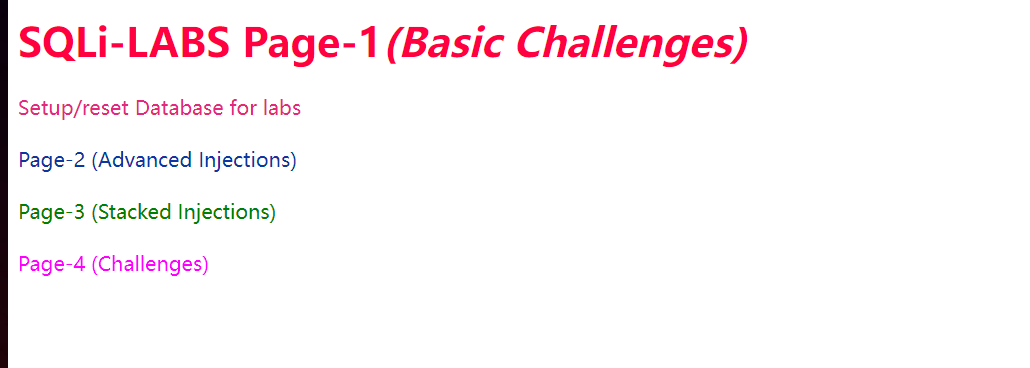 SQLi-LABS Page-1(Basic Challenges)
Setup/reset Database for labs
Page-2 (Advanced Injections)
Page-3 (Stacked Injections)
Page-4 (Challenges)